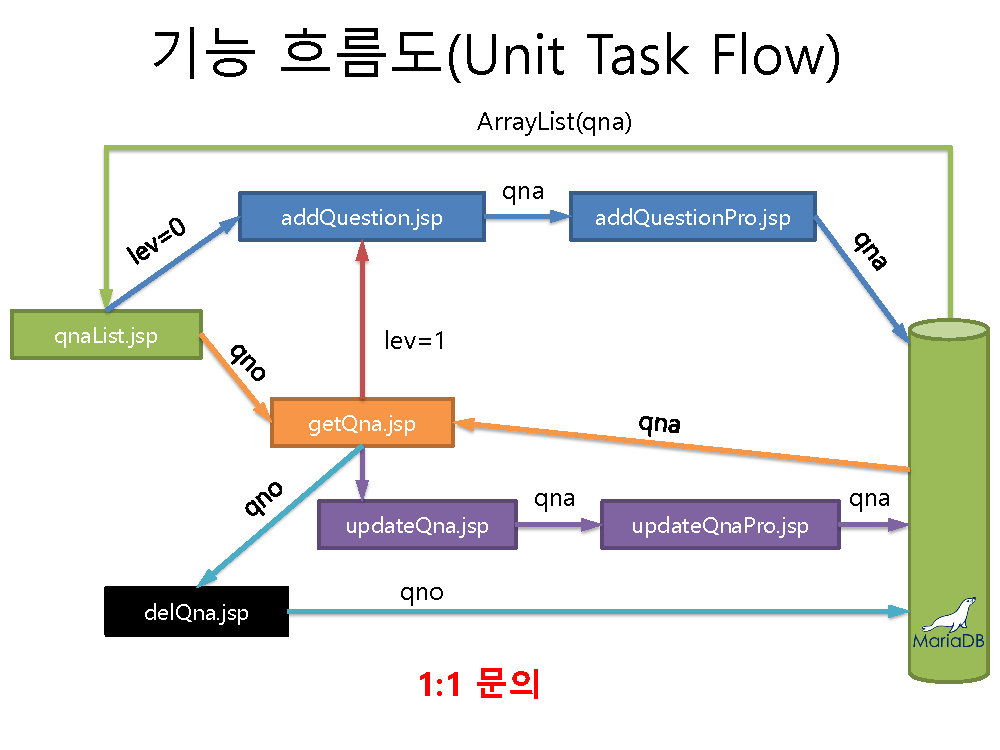 기능 흐름도(Unit Task Flow)
ArrayList(qna)
lev=0
addQuestion.jsp
qna
addQuestionPro.jsp
qna
qnaList.jsp
qno
lev=1
getQna.jsp
qna
qno
updateQna.jsp
qna
updateQnaPro.jsp
qna
delQna.jsp
qno
MariaDB
1:1 문의